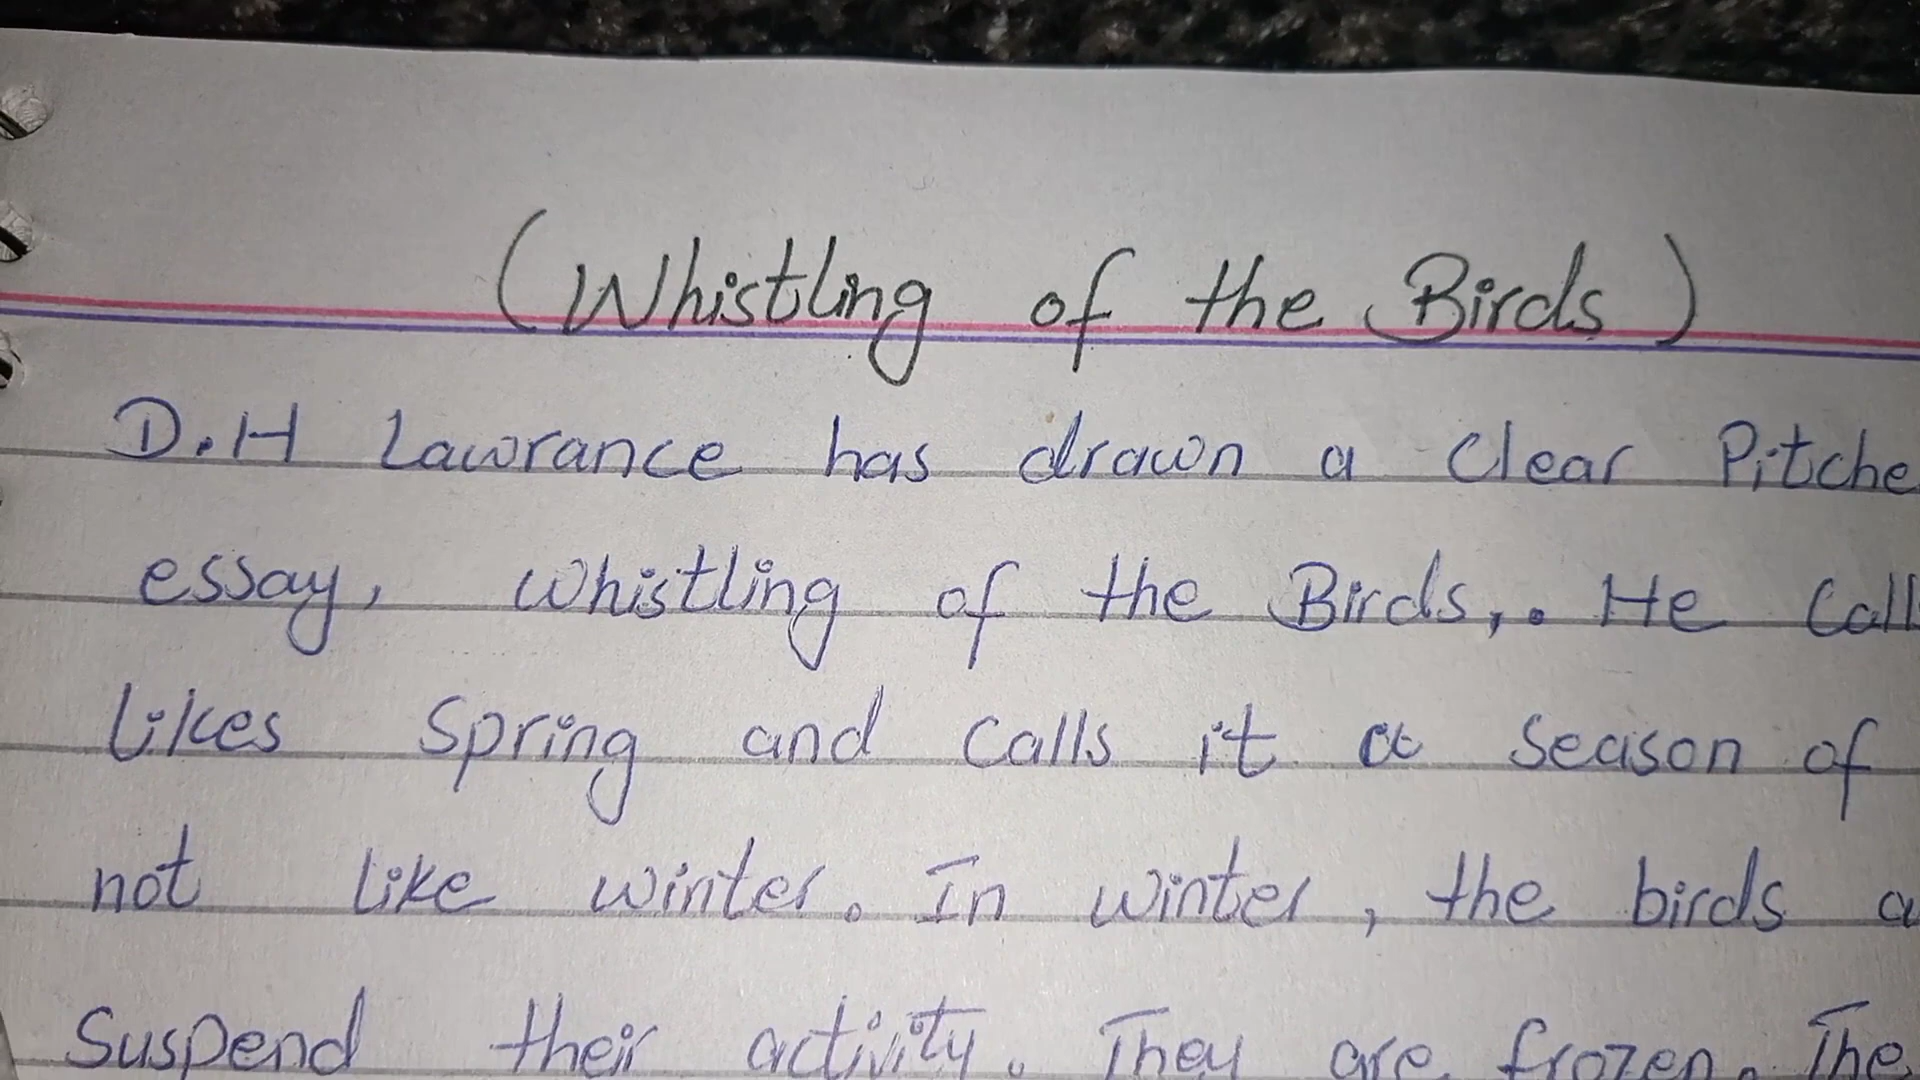 (Whistling of the Birds)
D.H Lawrance has drawn a clear Pitche
essay, whistling of the Birds,. He Call
likes spring and calls it a season of
not like winter. In winter, the birds a
Suspend their activity. They are frozen. The